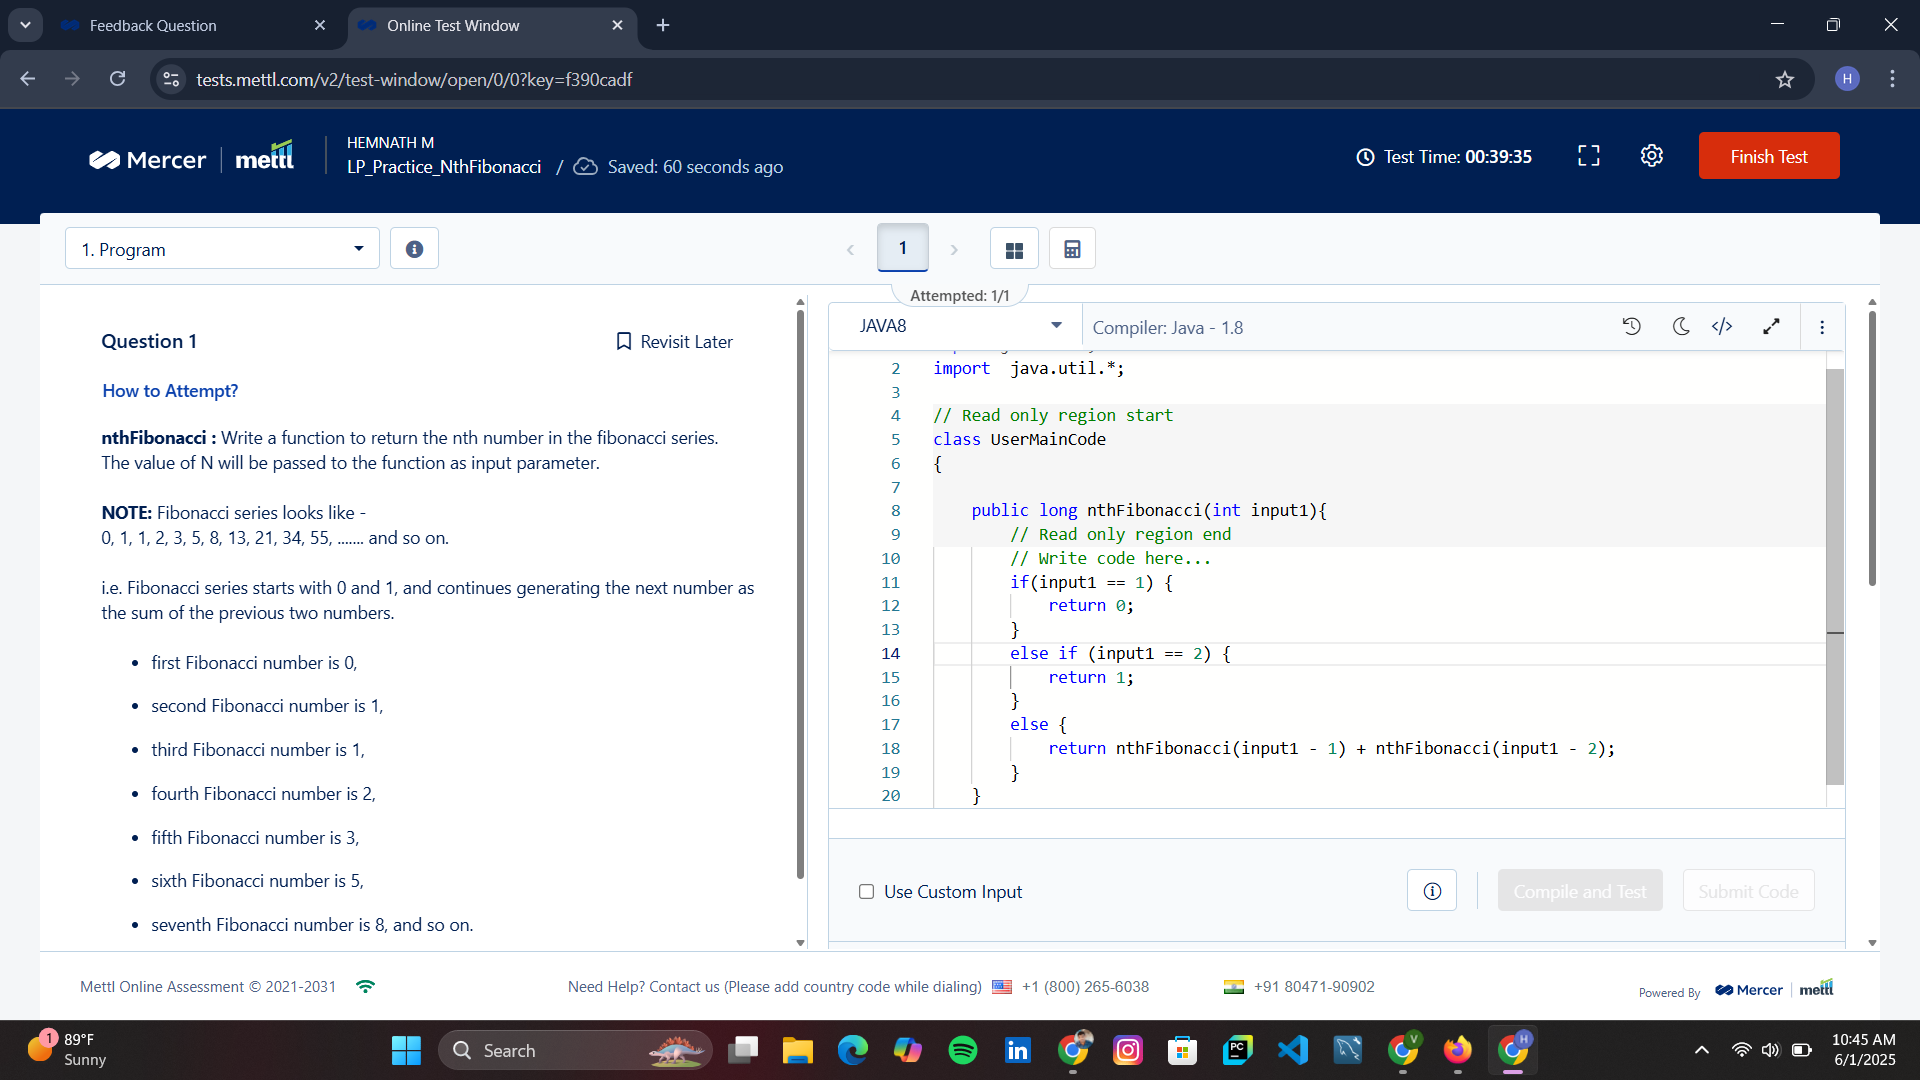 Feedback Question
Online Test Window
tests.mettl.com/v2/test-window/open/0/0?key=f390cadf
H
Mercer
mettl
HEMNATH M
LP_Practice_NthFibonacci / Saved: 60 seconds ago
Test Time: 00:39:35
Finish Test
1. Program
1
Attempted: 1/1
Question 1
Revisit Later
How to Attempt?
nthFibonacci : Write a function to return the nth number in the fibonacci series.
The value of N will be passed to the function as input parameter.
NOTE: Fibonacci series looks like -
0, 1, 1, 2, 3, 5, 8, 13, 21, 34, 55, ....... and so on.
i.e. Fibonacci series starts with 0 and 1, and continues generating the next number as
the sum of the previous two numbers.
• first Fibonacci number is 0,
• second Fibonacci number is 1,
• third Fibonacci number is 1,
• fourth Fibonacci number is 2,
• fifth Fibonacci number is 3,
• sixth Fibonacci number is 5,
• seventh Fibonacci number is 8, and so on.
JAVA8
Compiler: Java - 1.8
2 import  java.util.*;
3
4 // Read only region start
5 class UserMainCode
6 {
7
8     public long nthFibonacci(int input1){
9         // Read only region end
10         // Write code here...
11         if(input1 == 1) {
12             return 0;
13         }
14         else if (input1 == 2) {
15             return 1;
16         }
17         else {
18             return nthFibonacci(input1 - 1) + nthFibonacci(input1 - 2);
19         }
20     }
Use Custom Input
Compile and Test
Submit Code
Mettl Online Assessment © 2021-2031
Need Help? Contact us (Please add country code while dialing)
+1 (800) 265-6038
+91 80471-90902
Powered By
Mercer
mettl
1
89°F
Sunny
Search
PC
V
H
10:45 AM
6/1/2025